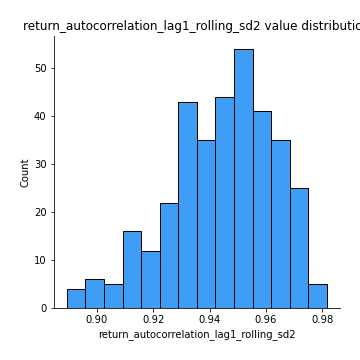 return_autocorrelation_lag1_rolling_sd2 value distributio
50
40
30
20
10
0
Count
0.90 0.92 0.94 0.96 0.98
return_autocorrelation_lag1_rolling_sd2